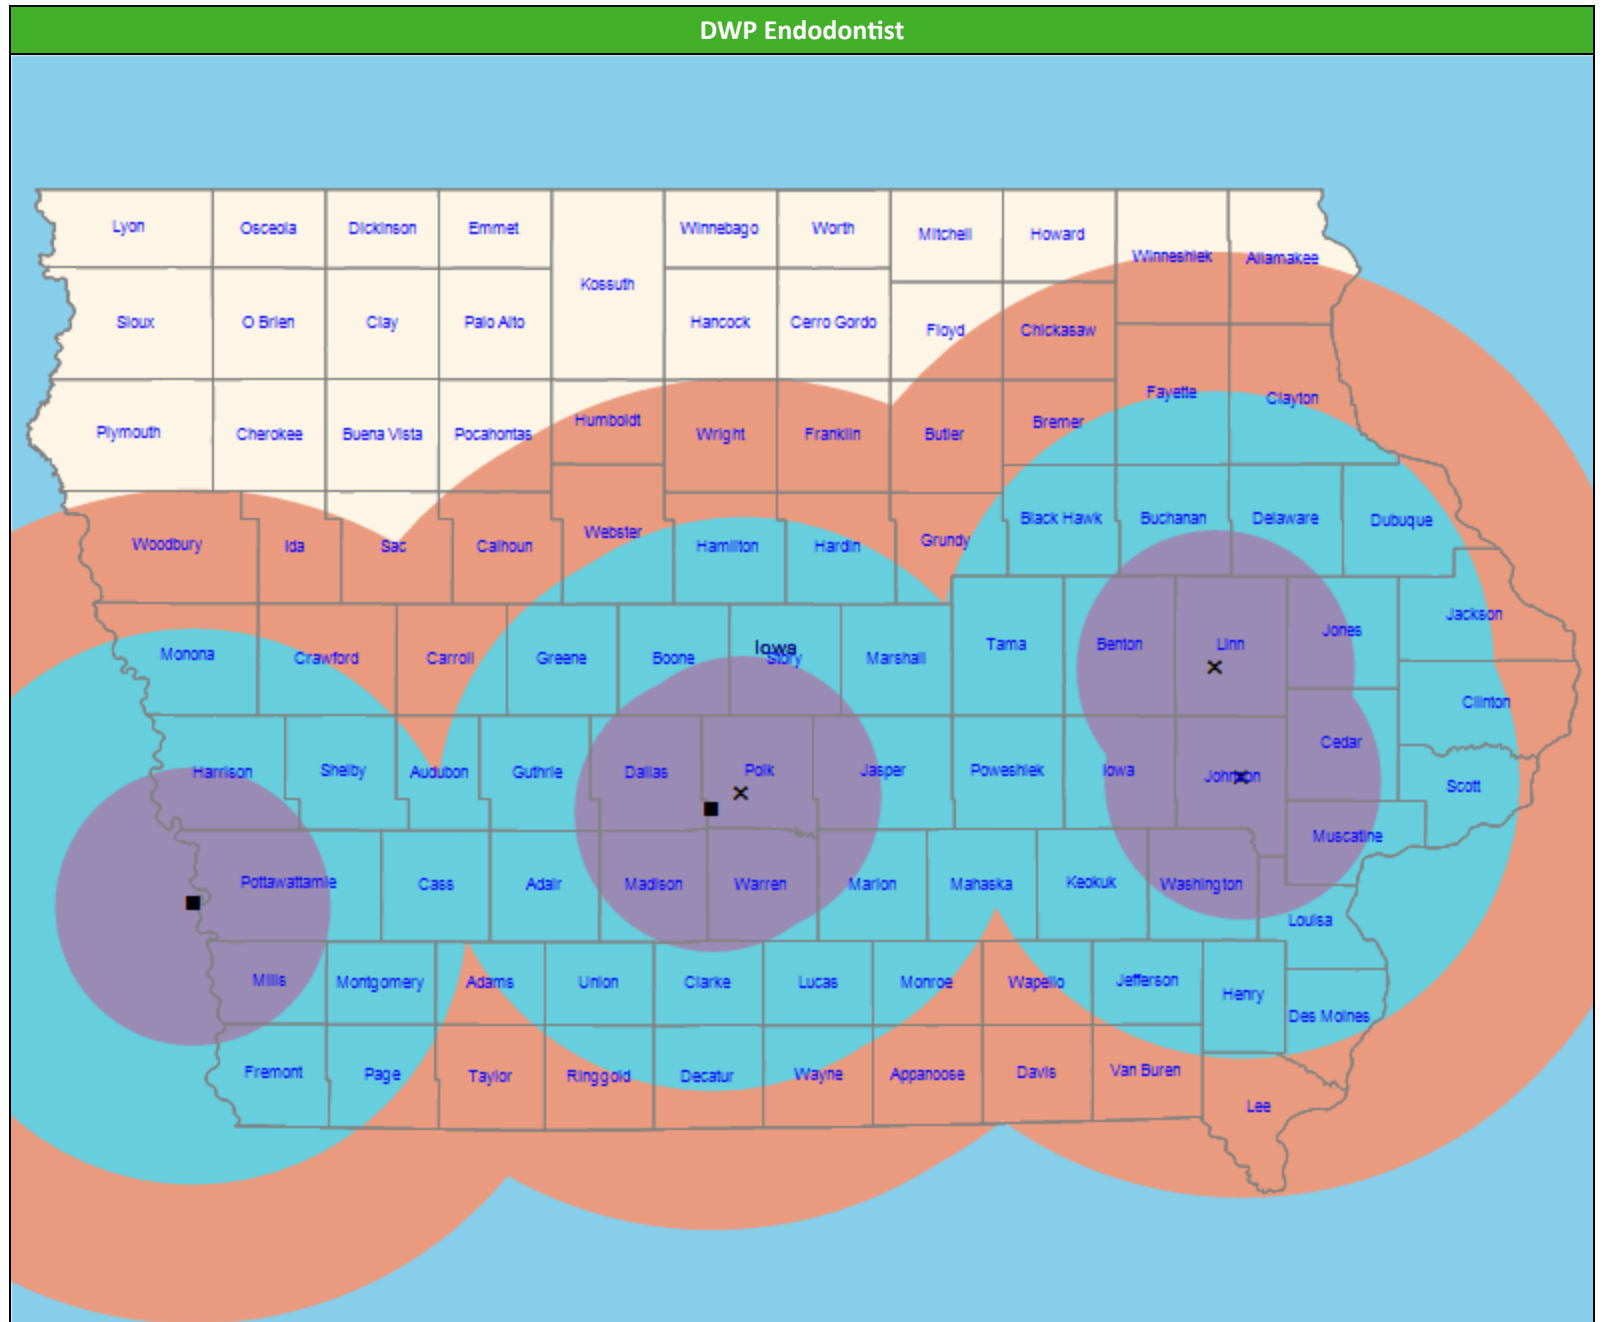 DWP Endodontist
Lyon
Osceola
Dickinson
Emmet
Kossuth
Winnebago
Worth
Mitchell
Howard
Winneshiek
Allamakee
Sioux
O Brien
Clay
Palo Alto
Hancock
Cerro Gordo
Floyd
Chickasaw
Fayette
Clayton
Plymouth
Cherokee
Buena Vista
Pocahontas
Humboldt
Wright
Franklin
Butler
Bremer
Woodbury
Ida
Sac
Calhoun
Webster
Hamilton
Hardin
Grundy
Black Hawk
Buchanan
Delaware
Dubuque
Monona
Crawford
Carroll
Greene
Boone
Iowa
Story
Marshall
Tama
Benton
Linn
Jones
Jackson
Clinton
Harrison
Shelby
Audubon
Guthrie
Dallas
Polk
Jasper
Poweshiek
Iowa
Johnson
Cedar
Scott
Muscatine
Pottawattamie
Cass
Adair
Madison
Warren
Marion
Mahaska
Keokuk
Washington
Louisa
Mills
Montgomery
Adams
Union
Clarke
Lucas
Monroe
Wapello
Jefferson
Henry
Des Moines
Fremont
Page
Taylor
Ringgold
Decatur
Wayne
Appanoose
Davis
Van Buren
Lee